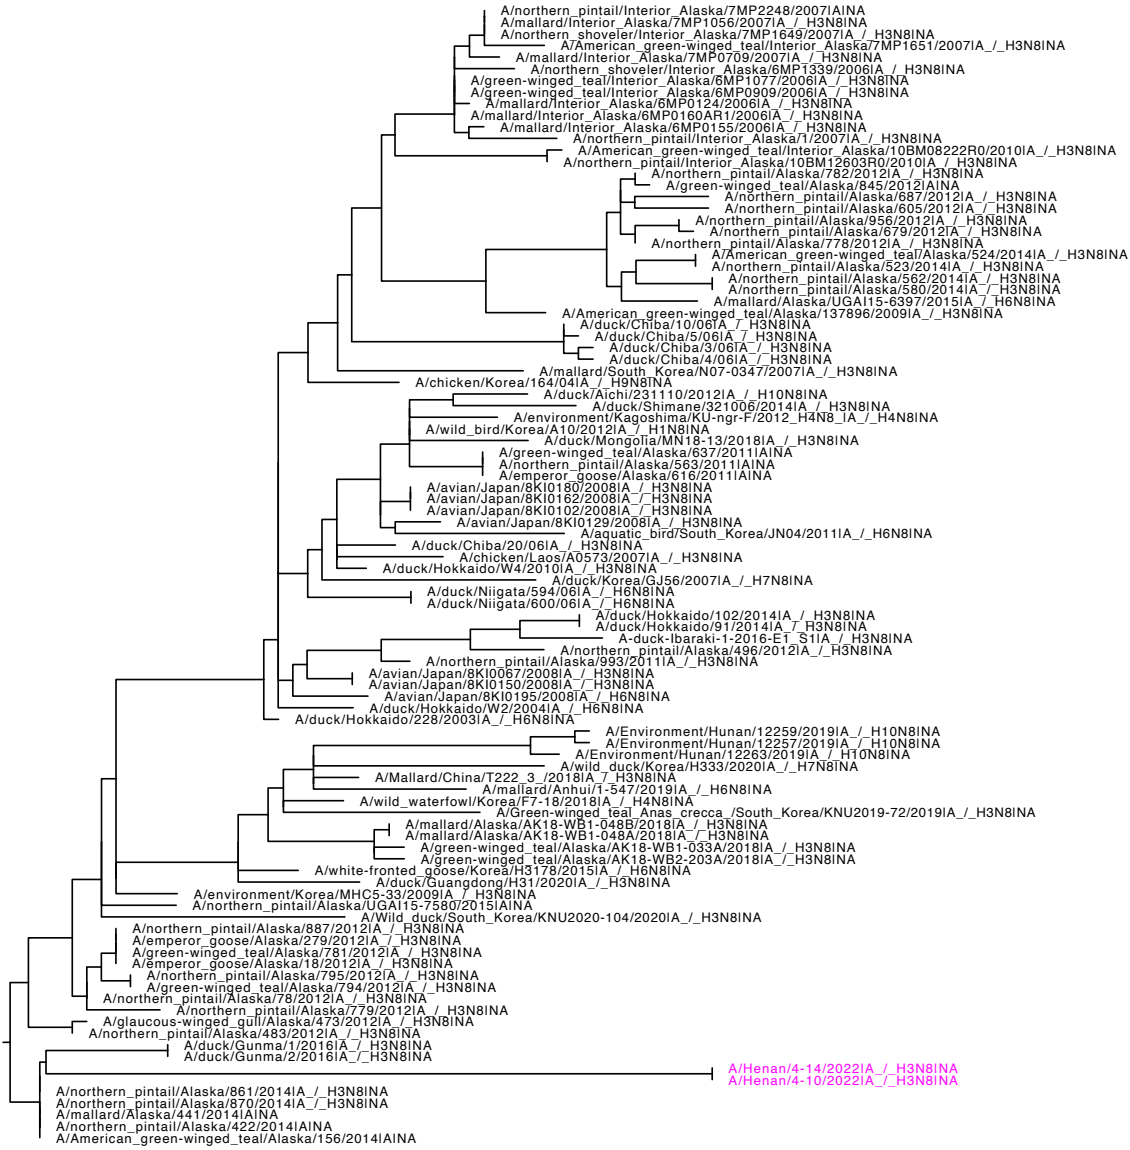 A/northern_pintail/Interior_Alaska/7MP2248/2007|A|NA
A/mallard/Interior_Alaska/7MP1056/2007|A_/_H3N8|NA
A/northern_shoveler/Interior_Alaska/7MP1649/2007|A_/_H3N8|NA
A/American_green-winged_teal/Interior_Alaska/7MP1651/2007|A_/_H3N8|NA
A/mallard/Interior_Alaska/7MP0709/2007|A_/_H3N8|NA
A/northern_shoveler/Interior_Alaska/6MP1339/2006|A_/_H3N8|NA
A/green-winged_teal/Interior_Alaska/6MP1077/2006|A_/_H3N8|NA
A/green-winged_teal/Interior_Alaska/6MP0909/2006|A_/_H3N8|NA
A/mallard/Interior_Alaska/6MP0124/2006|A_/_H3N8|NA
A/mallard/Interior_Alaska/6MP0160AR1/2006|A_/_H3N8|NA
A/mallard/Interior_Alaska/6MP0155/2006|A_/_H3N8|NA
A/northern_pintail/Interior_Alaska/1/2007|A_/_H3N8|NA
A/American_green-winged_teal/Interior_Alaska/10BM08222R0/2010|A_/_H3N8|NA
A/northern_pintail/Interior_Alaska/10BM12603R0/2010|A_/_H3N8|NA
A/northern_pintail/Alaska/782/2012|A_/_H3N8|NA
A/green-winged_teal/Alaska/845/2012|A|NA
A/northern_pintail/Alaska/687/2012|A_/_H3N8|NA
A/northern_pintail/Alaska/605/2012|A_/_H3N8|NA
A/northern_pintail/Alaska/956/2012|A_/_H3N8|NA
A/northern_pintail/Alaska/679/2012|A_/_H3N8|NA
A/northern_pintail/Alaska/778/2012|A_/_H3N8|NA
A/American_green-winged_teal/Alaska/524/2014|A_/_H3N8|NA
A/northern_pintail/Alaska/523/2014|A_/_H3N8|NA
A/northern_pintail/Alaska/562/2014|A_/_H3N8|NA
A/northern_pintail/Alaska/580/2014|A_/_H3N8|NA
A/mallard/Alaska/UGAI15-6397/2015|A_/_H6N8|NA
A/American_green-winged_teal/Alaska/137896/2009|A_/_H3N8|NA
A/duck/Chiba/10/06|A_/_H3N8|NA
A/duck/Chiba/5/06|A_/_H3N8|NA
A/duck/Chiba/3/06|A_/_H3N8|NA
A/duck/Chiba/4/06|A_/_H3N8|NA
A/mallard/South_Korea/N07-0347/2007|A_/_H3N8|NA
A/chicken/Korea/164/04|A_/_H9N8|NA
A/duck/Aichi/231110/2012|A_/_H10N8|NA
A/duck/Shimane/321006/2014|A_/_H3N8|NA
A/environment/Kagoshima/KU-ngr-F/2012_H4N8_|A_/_H4N8|NA
A/wild_bird/Korea/A10/2012|A_/_H1N8|NA
A/duck/Mongolia/MN18-13/2018|A_/_H3N8|NA
A/green-winged_teal/Alaska/637/2011|A|NA
A/northern_pintail/Alaska/563/2011|A|NA
A/emperor_goose/Alaska/616/2011|A|NA
A/avian/Japan/8KI0180/2008|A_/_H3N8|NA
A/avian/Japan/8KI0162/2008|A_/_H3N8|NA
A/avian/Japan/8KI0102/2008|A_/_H3N8|NA
A/avian/Japan/8KI0129/2008|A_/_H3N8|NA
A/aquatic_bird/South_Korea/JN04/2011|A_/_H6N8|NA
A/duck/Chiba/20/06|A_/_H3N8|NA
A/chicken/Laos/A0573/2007|A_/_H3N8|NA
A/duck/Hokkaido/W4/2010|A_/_H3N8|NA
A/duck/Korea/GJ56/2007|A_/_H7N8|NA
A/duck/Niigata/594/06|A_/_H6N8|NA
A/duck/Niigata/600/06|A_/_H6N8|NA
A/duck/Hokkaido/102/2014|A_/_H3N8|NA
A/duck/Hokkaido/91/2014|A_/_H3N8|NA
A-duck-Ibaraki-1-2016-E1_S1|A_/_H3N8|NA
A/northern_pintail/Alaska/496/2012|A_/_H3N8|NA
A/northern_pintail/Alaska/993/2011|A_/_H3N8|NA
A/avian/Japan/8KI0067/2008|A_/_H3N8|NA
A/avian/Japan/8KI0150/2008|A_/_H3N8|NA
A/avian/Japan/8KI0195/2008|A_/_H6N8|NA
A/duck/Hokkaido/W2/2004|A_/_H6N8|NA
A/duck/Hokkaido/228/2003|A_/_H6N8|NA
A/Environment/Hunan/12259/2019|A_/_H10N8|NA
A/Environment/Hunan/12257/2019|A_/_H10N8|NA
A/Environment/Hunan/12263/2019|A_/_H10N8|NA
A/wild_duck/Korea/H333/2020|A_/_H7N8|NA
A/Mallard/China/T222_3_/2018|A_/_H3N8|NA
A/mallard/Anhui/1-547/2019|A_/_H6N8|NA
A/wild_waterfowl/Korea/F7-18/2018|A_/_H4N8|NA
A/Green-winged_teal_Anas_crecca_/South_Korea/KNU2019-72/2019|A_/_H3N8|NA
A/mallard/Alaska/AK18-WB1-048B/2018|A_/_H3N8|NA
A/mallard/Alaska/AK18-WB1-048A/2018|A_/_H3N8|NA
A/green-winged_teal/Alaska/AK18-WB1-033A/2018|A_/_H3N8|NA
A/green-winged_teal/Alaska/AK18-WB2-203A/2018|A_/_H3N8|NA
A/white-fronted_goose/Korea/H3178/2015|A_/_H6N8|NA
A/duck/Guangdong/H31/2020|A_/_H3N8|NA
A/environment/Korea/MHC5-33/2009|A_/_H3N8|NA
A/northern_pintail/Alaska/UGAI15-7580/2015|A|NA
A/Wild_duck/South_Korea/KNU2020-104/2020|A_/_H3N8|NA
A/northern_pintail/Alaska/887/2012|A_/_H3N8|NA
A/emperor_goose/Alaska/279/2012|A_/_H3N8|NA
A/green-winged_teal/Alaska/781/2012|A_/_H3N8|NA
A/emperor_goose/Alaska/18/2012|A_/_H3N8|NA
A/northern_pintail/Alaska/795/2012|A_/_H3N8|NA
A/green-winged_teal/Alaska/794/2012|A_/_H3N8|NA
A/northern_pintail/Alaska/78/2012|A_/_H3N8|NA
A/northern_pintail/Alaska/779/2012|A_/_H3N8|NA
A/glaucous-winged_gull/Alaska/473/2012|A_/_H3N8|NA
A/northern_pintail/Alaska/483/2012|A_/_H3N8|NA
A/duck/Gunma/1/2016|A_/_H3N8|NA
A/duck/Gunma/2/2016|A_/_H3N8|NA
A/Henan/4-14/2022|A_/_H3N8|NA
A/Henan/4-10/2022|A_/_H3N8|NA
A/northern_pintail/Alaska/861/2014|A_/_H3N8|NA
A/northern_pintail/Alaska/870/2014|A_/_H3N8|NA
A/mallard/Alaska/441/2014|A|NA
A/northern_pintail/Alaska/422/2014|A|NA
A/American_green-winged_teal/Alaska/156/2014|A|NA